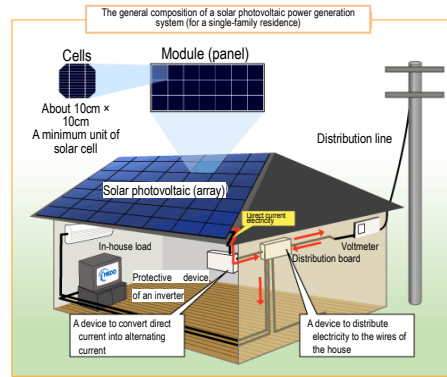 The general composition of a solar photovoltaic power generation
system (for a single-family residence)
Cells
Module (panel)
About 10cm ×
10cm
A minimum unit of
solar cell
Distribution line
Solar photovoltaic (array)
Direct current
electricity
In-house load
Voltmeter
Distribution board
NEDO
Protective device
of an inverter
A device to convert direct
current into alternating
current
A device to distribute
electricity to the wires of
the house